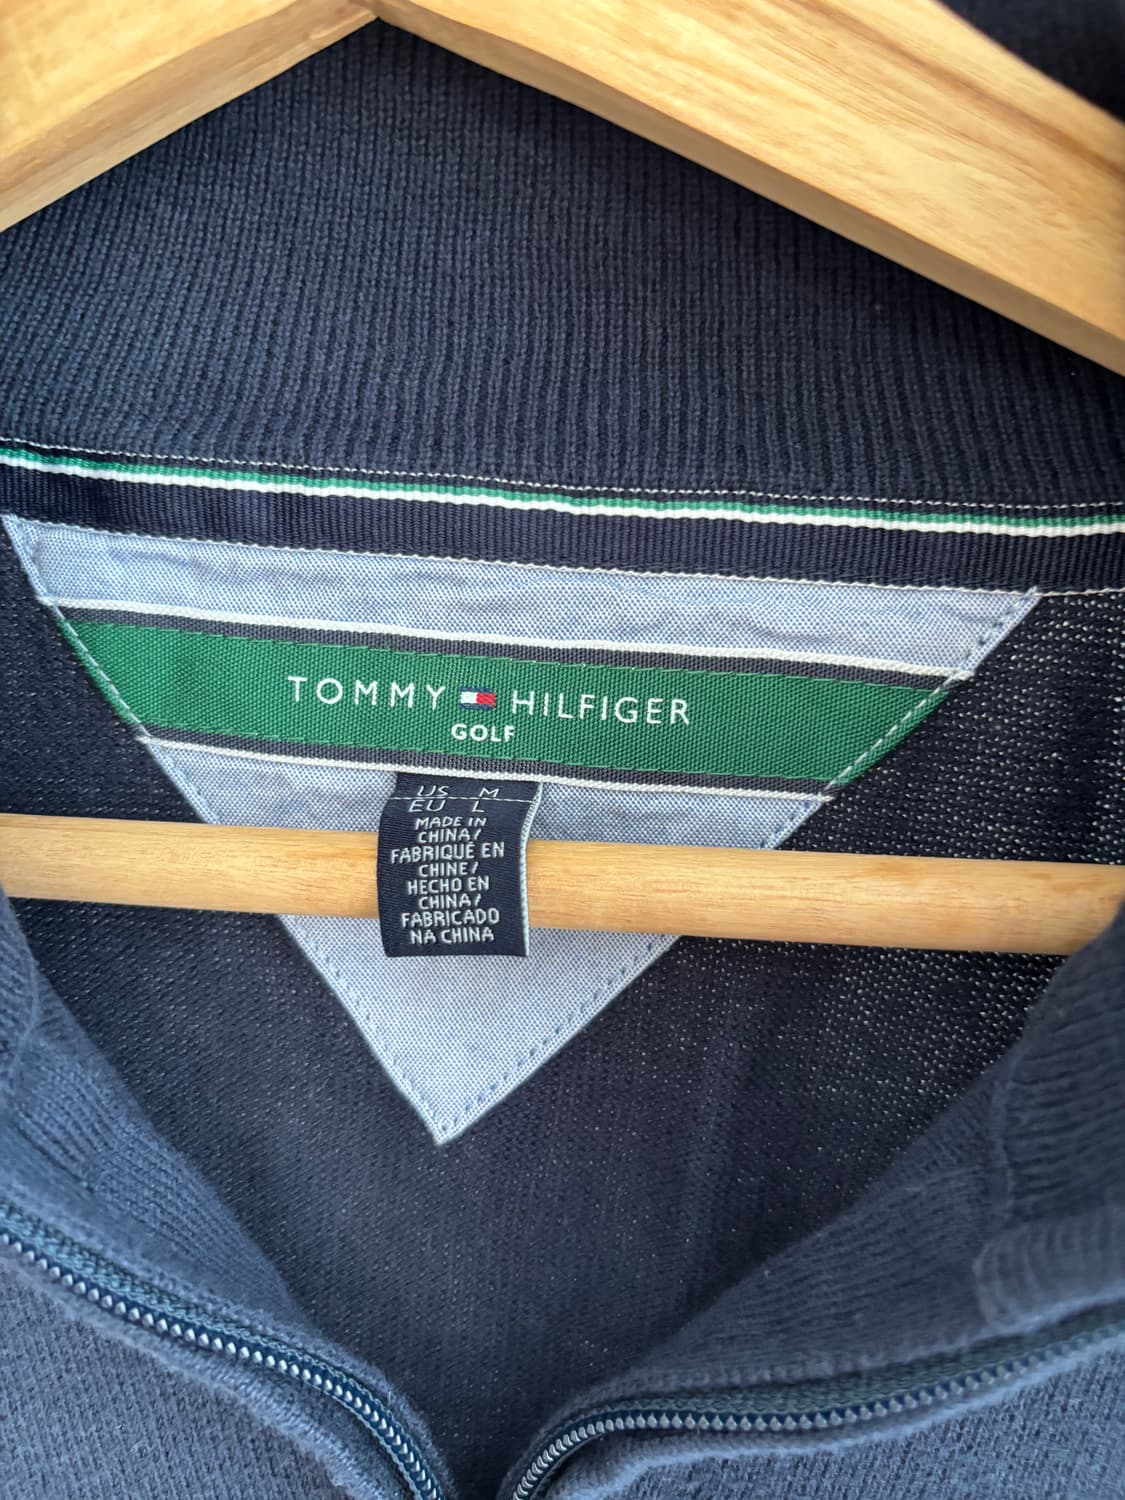 TOMMY HILFIGER
GOLF
US M
EU L
MADE IN
CHINA/
FABRIQUÉ EN
CHINE/
HECHO EN
CHINA/
FABRICADO
NA CHINA